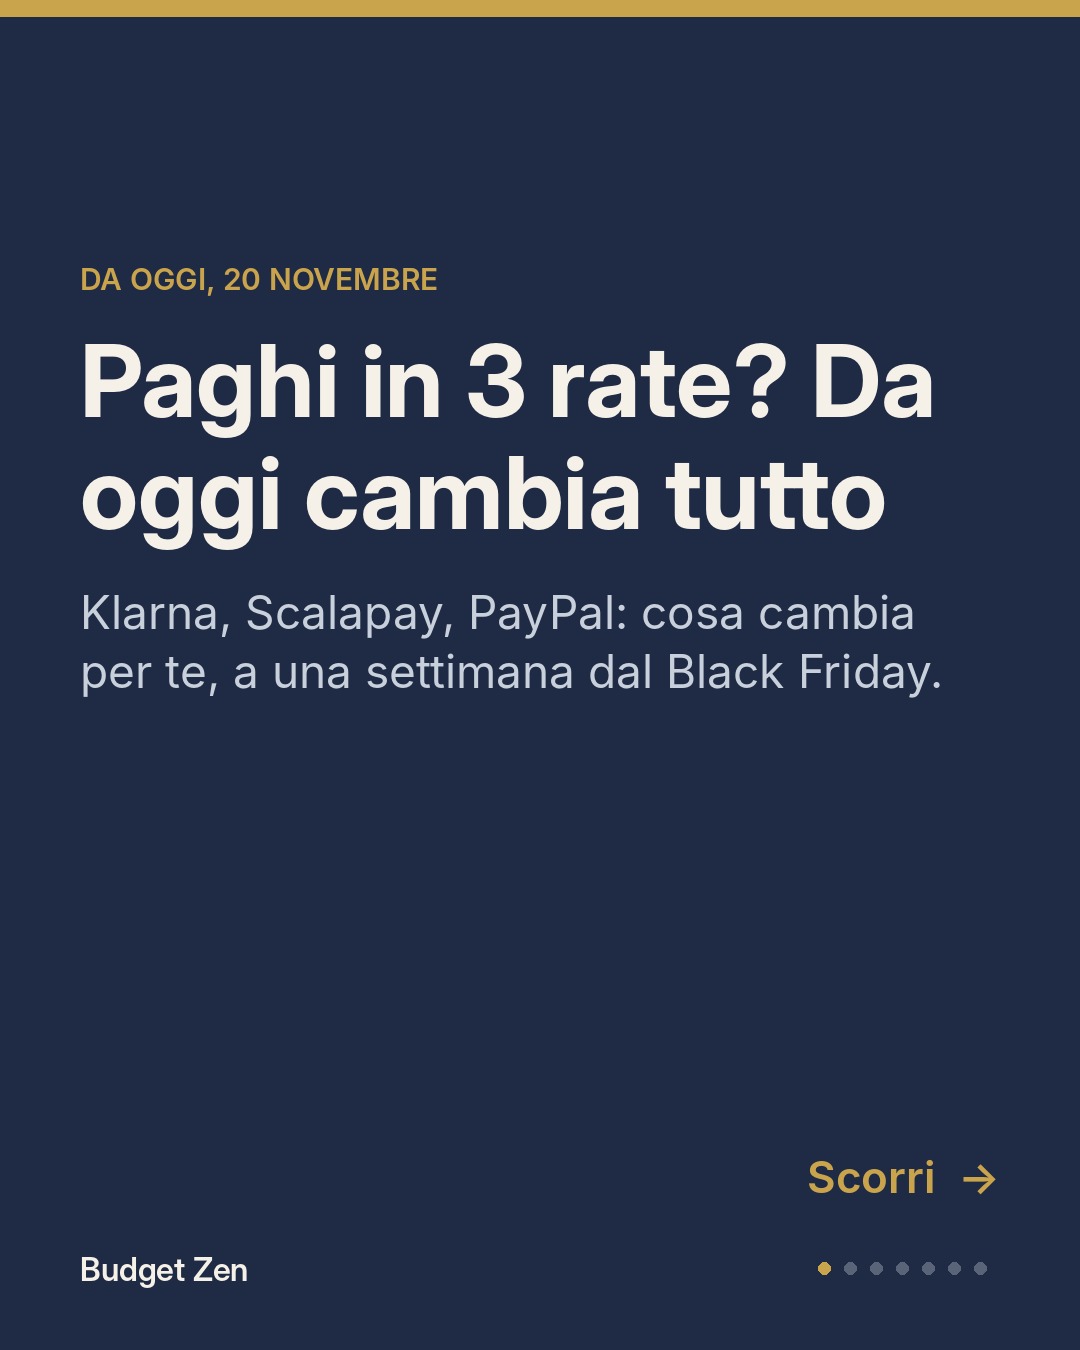 DA OGGI, 20 NOVEMBRE
Paghi in 3 rate? Da
oggi cambia tutto
Klarna, Scalapay, PayPal: cosa cambia
per te, a una settimana dal Black Friday.
Scorri →
Budget Zen